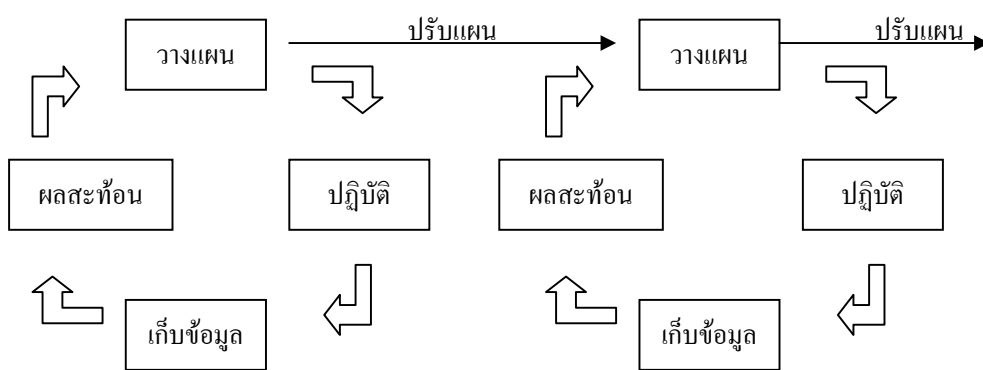 ปรับแผน ปรับแผน
วางแผน วางแผน
ผลสะท้อน ปฏิบัติ ผลสะท้อน ปฏิบัติ
เก็บข้อมูล เก็บข้อมูล